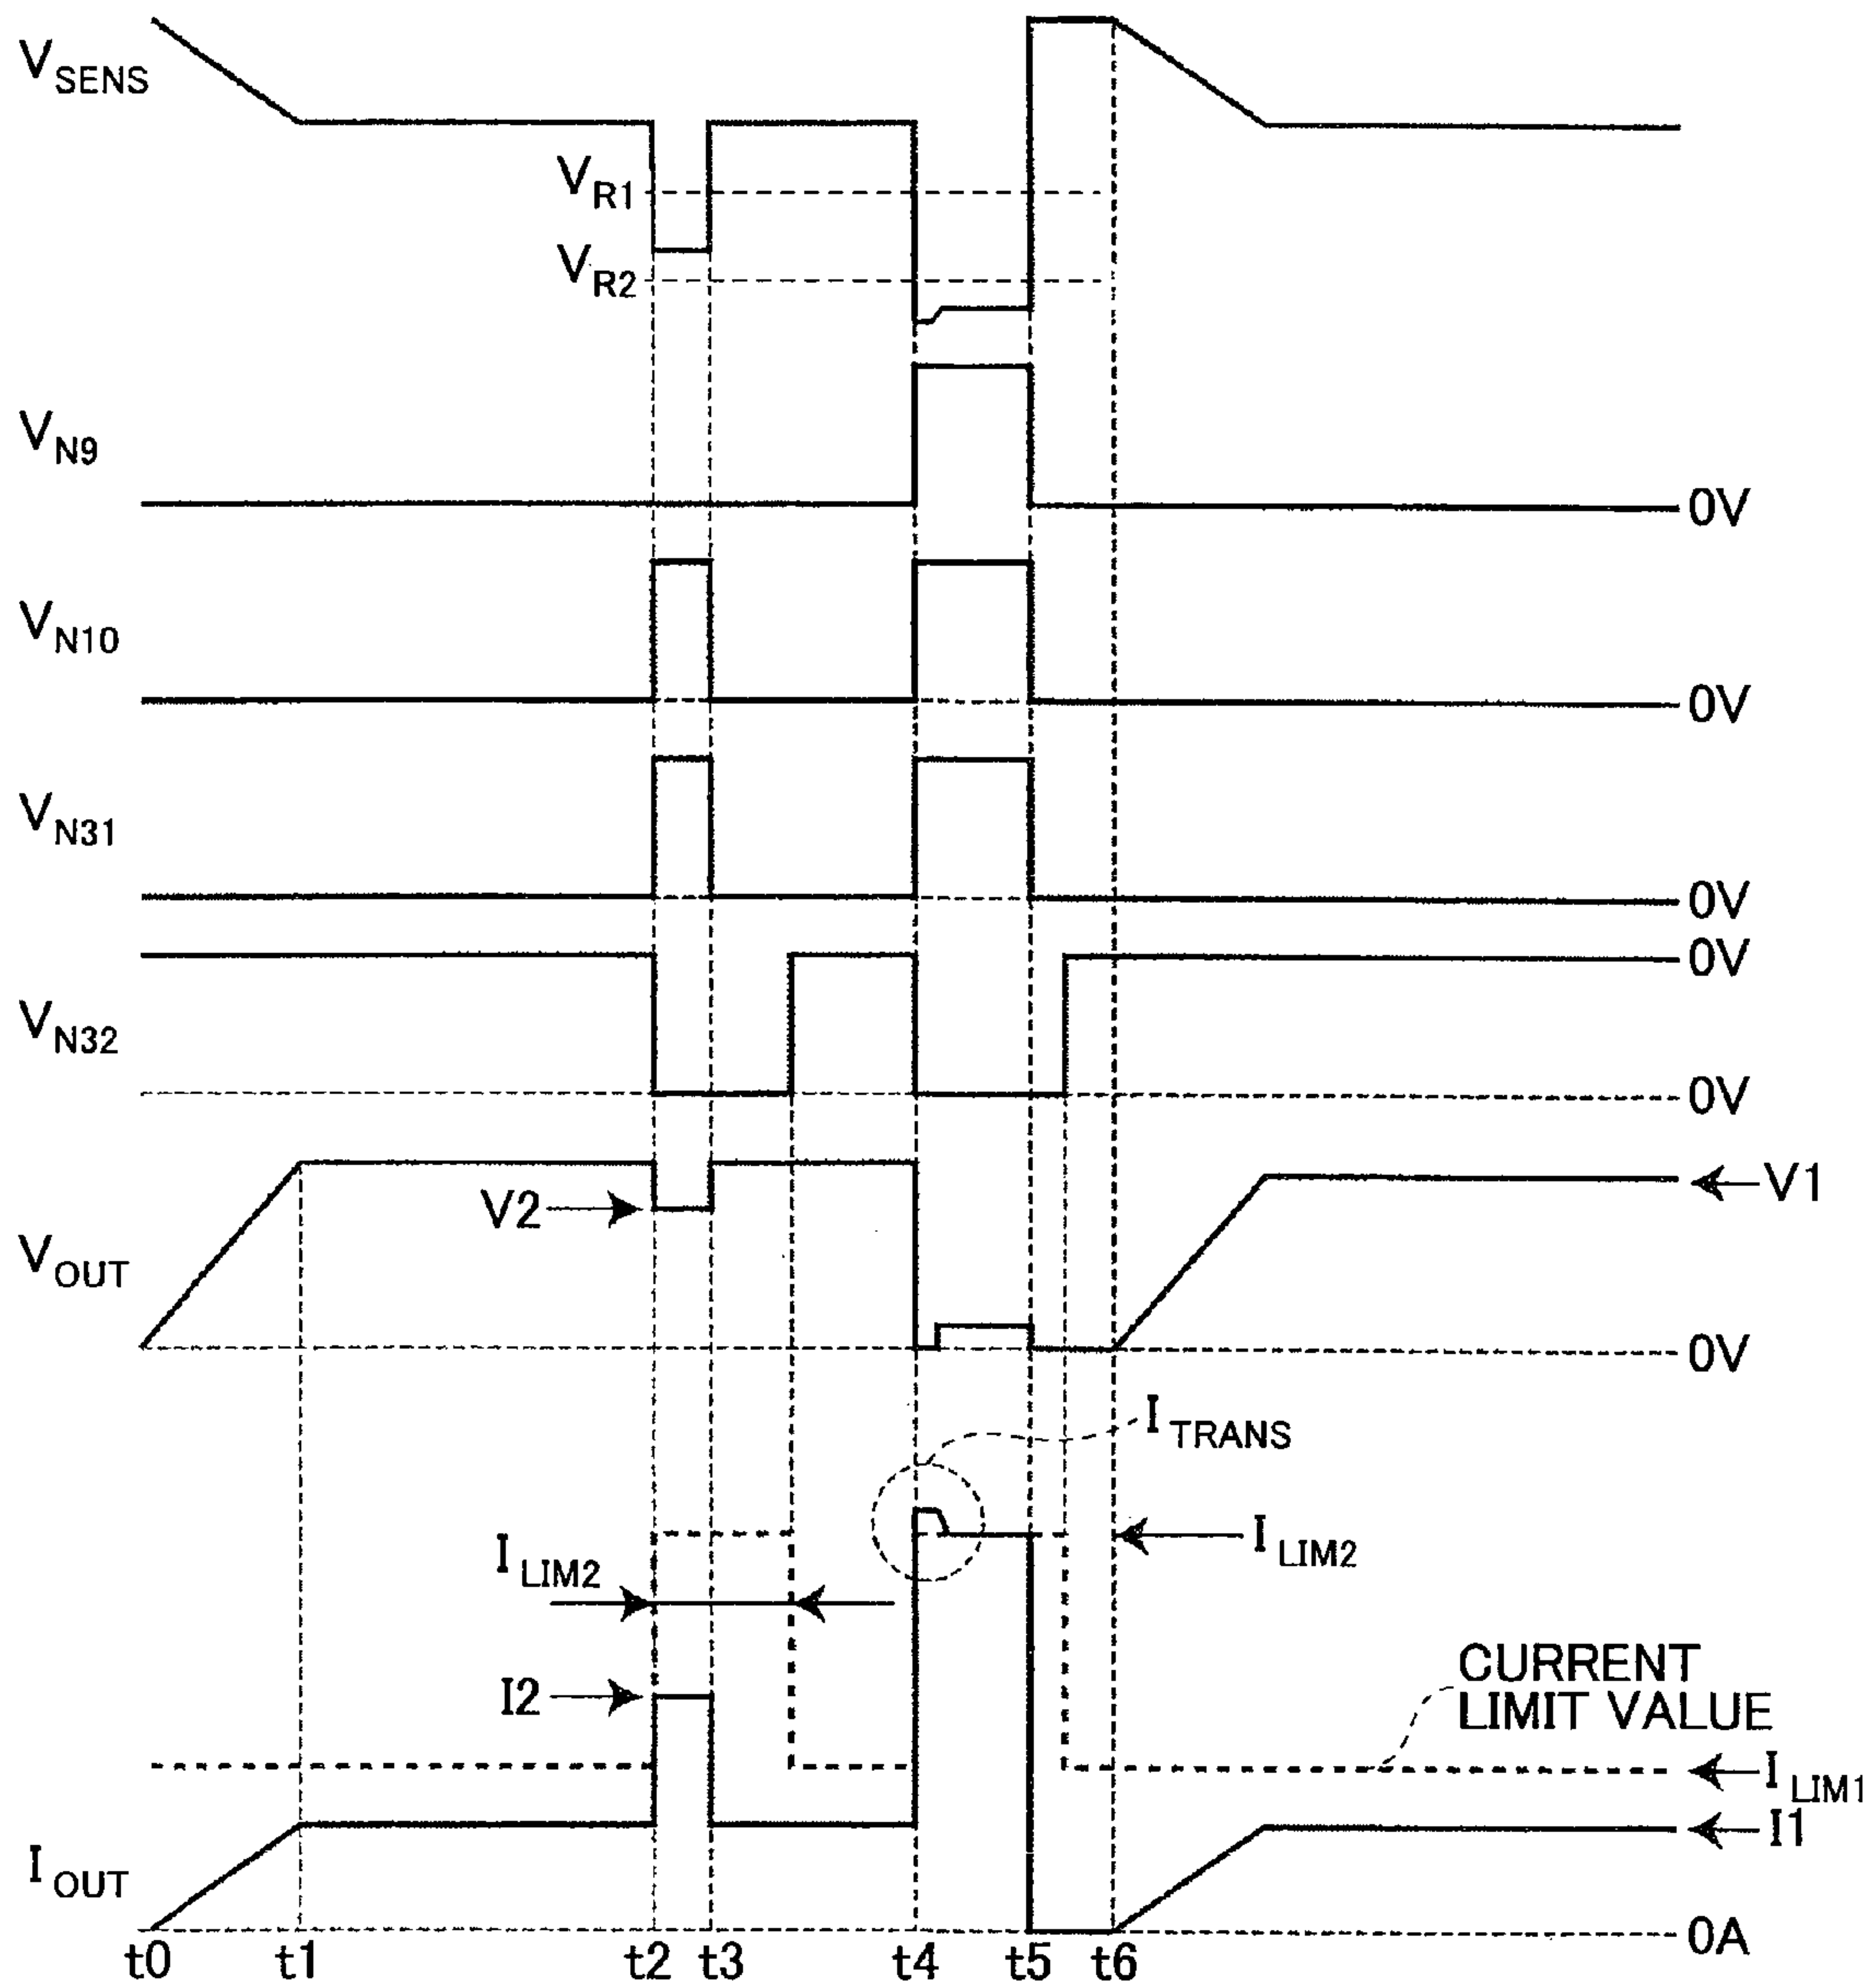 VSENS
VR1
VR2
VN9
0V
VN10
0V
VN31
0V
0V
VN32
0V
V2
V1
VOUT
0V
ITRANS
ILIM2
ILIM2
I2
CURRENT
LIMIT VALUE
ILIM1
I1
IOUT
0A
t0 t1 t2 t3 t4 t5 t6